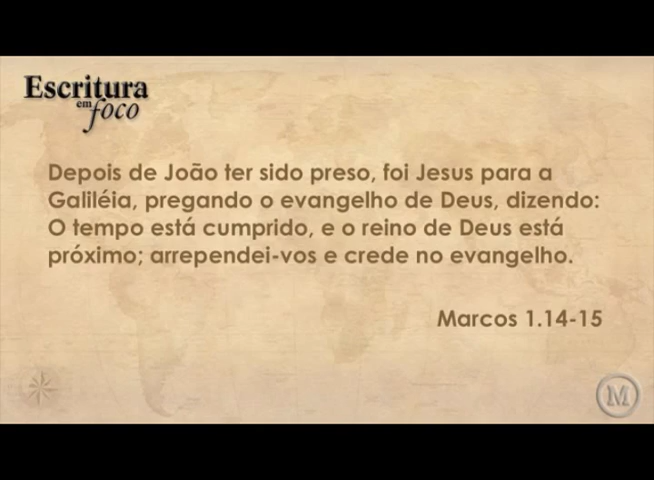 Escritura
em
foco
Depois de João ter sido preso, foi Jesus para a
Galiléia, pregando o evangelho de Deus, dizendo:
O tempo está cumprido, e o reino de Deus está
próximo; arrependei-vos e crede no evangelho.
Marcos 1.14-15
M